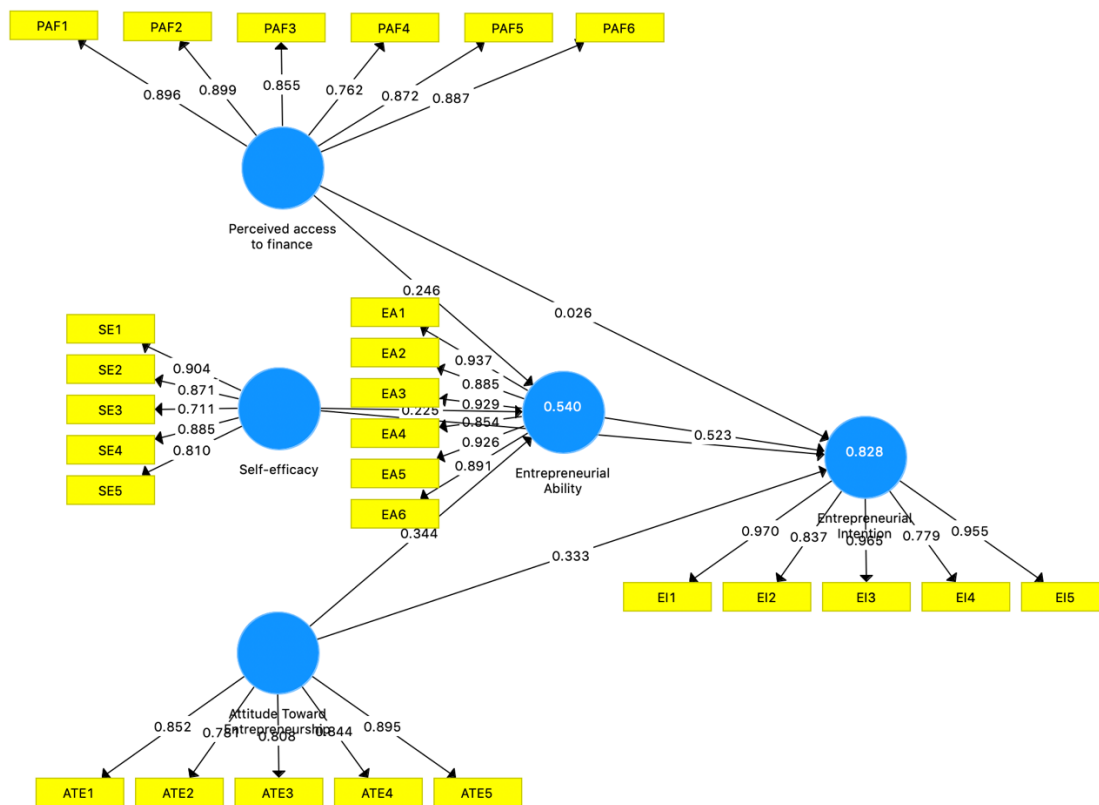 PAF1 PAF2 PAF3 PAF4 PAF5 PAF6
0.896 0.899 0.855 0.762 0.872 0.887
Perceived access
to finance
0.246
0.026
SE1
SE2
SE3
SE4
SE5
0.904
0.871
0.711
0.885
0.810
Self-efficacy
EA1
EA2
EA3
EA4
EA5
EA6
0.937
0.885
0.929
0.854
0.926
0.891
0.225
0.540
Entrepreneurial
Ability
0.523
0.828
Entrepreneurial
Intention
0.344
0.333
0.970 0.837 0.965 0.779 0.955
EI1 EI2 EI3 EI4 EI5
Attitude Toward
Entrepreneurship
0.852 0.808 0.844 0.895
ATE1 ATE2 ATE3 ATE4 ATE5